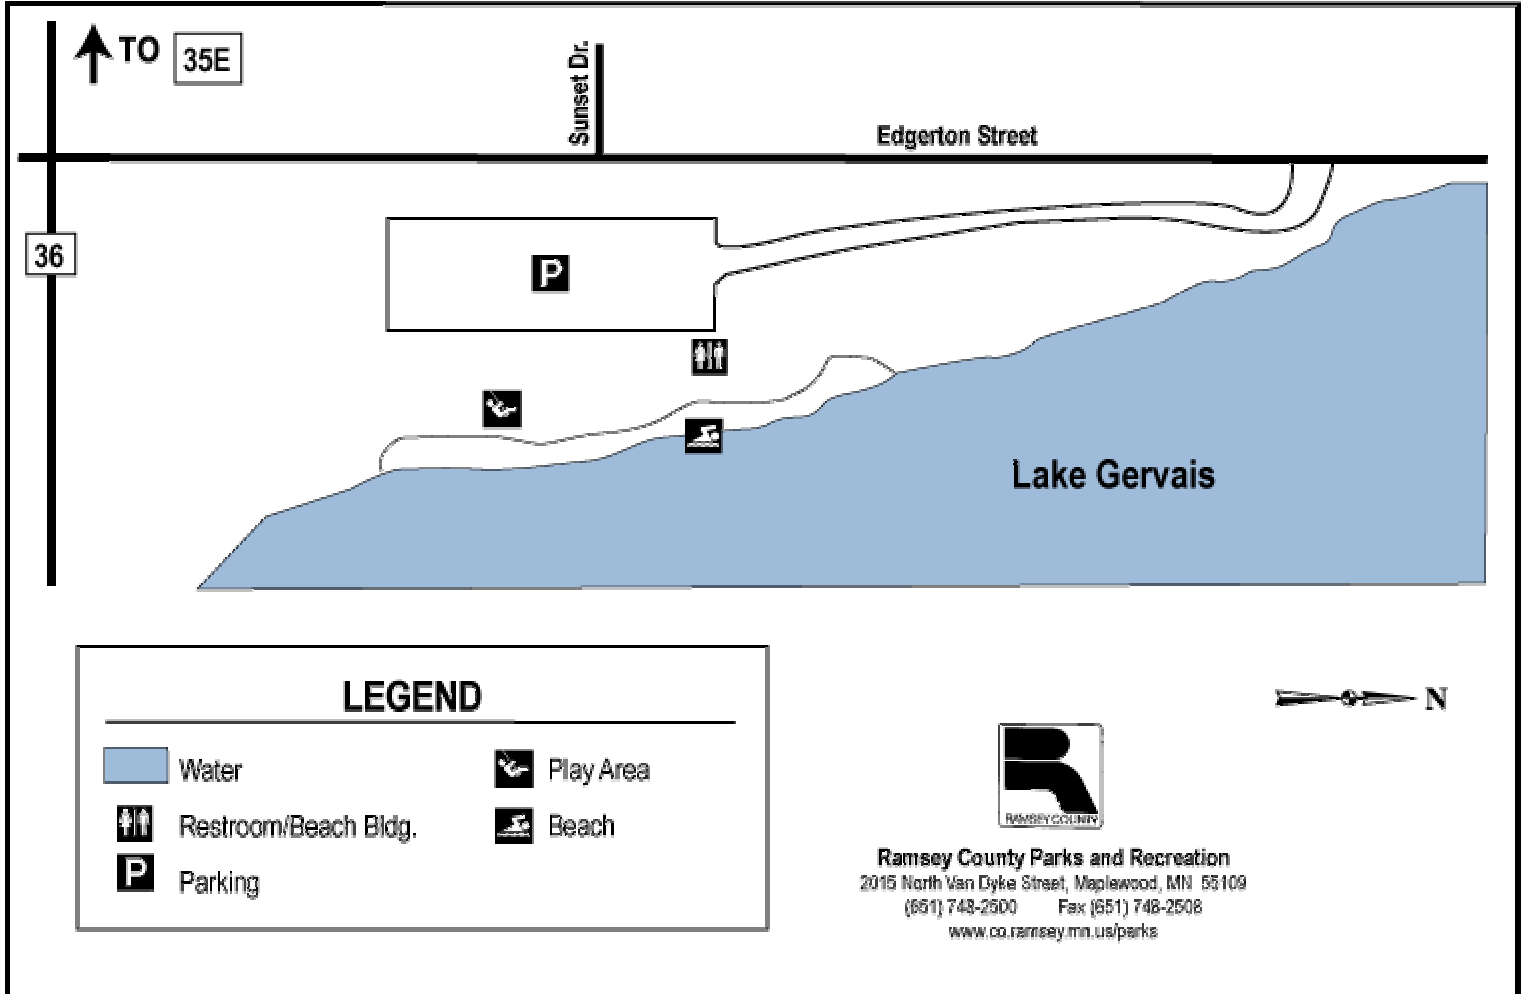 TO 35E
Sunset Dr.
Edgerton Street
36
P
Lake Gervais
LEGEND
Water
Play Area
Restroom/Beach Bldg.
Beach
P
Parking
N
RAMSEY COUNTY
Ramsey County Parks and Recreation
2015 North Van Dyke Street, Maplewood, MN 55109
(651) 748-2500 Fax (651) 748-2508
www.co.ramsey.mn.us/parks